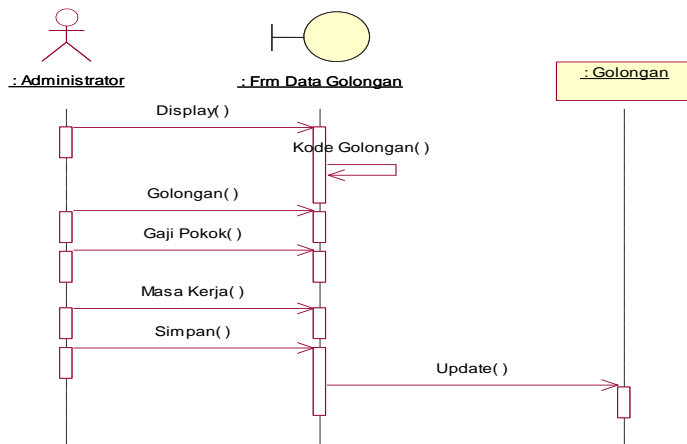 : Administrator
: Frm Data Golongan
: Golongan
Display( )
Kode Golongan( )
Golongan( )
Gaji Pokok( )
Masa Kerja( )
Simpan( )
Update( )